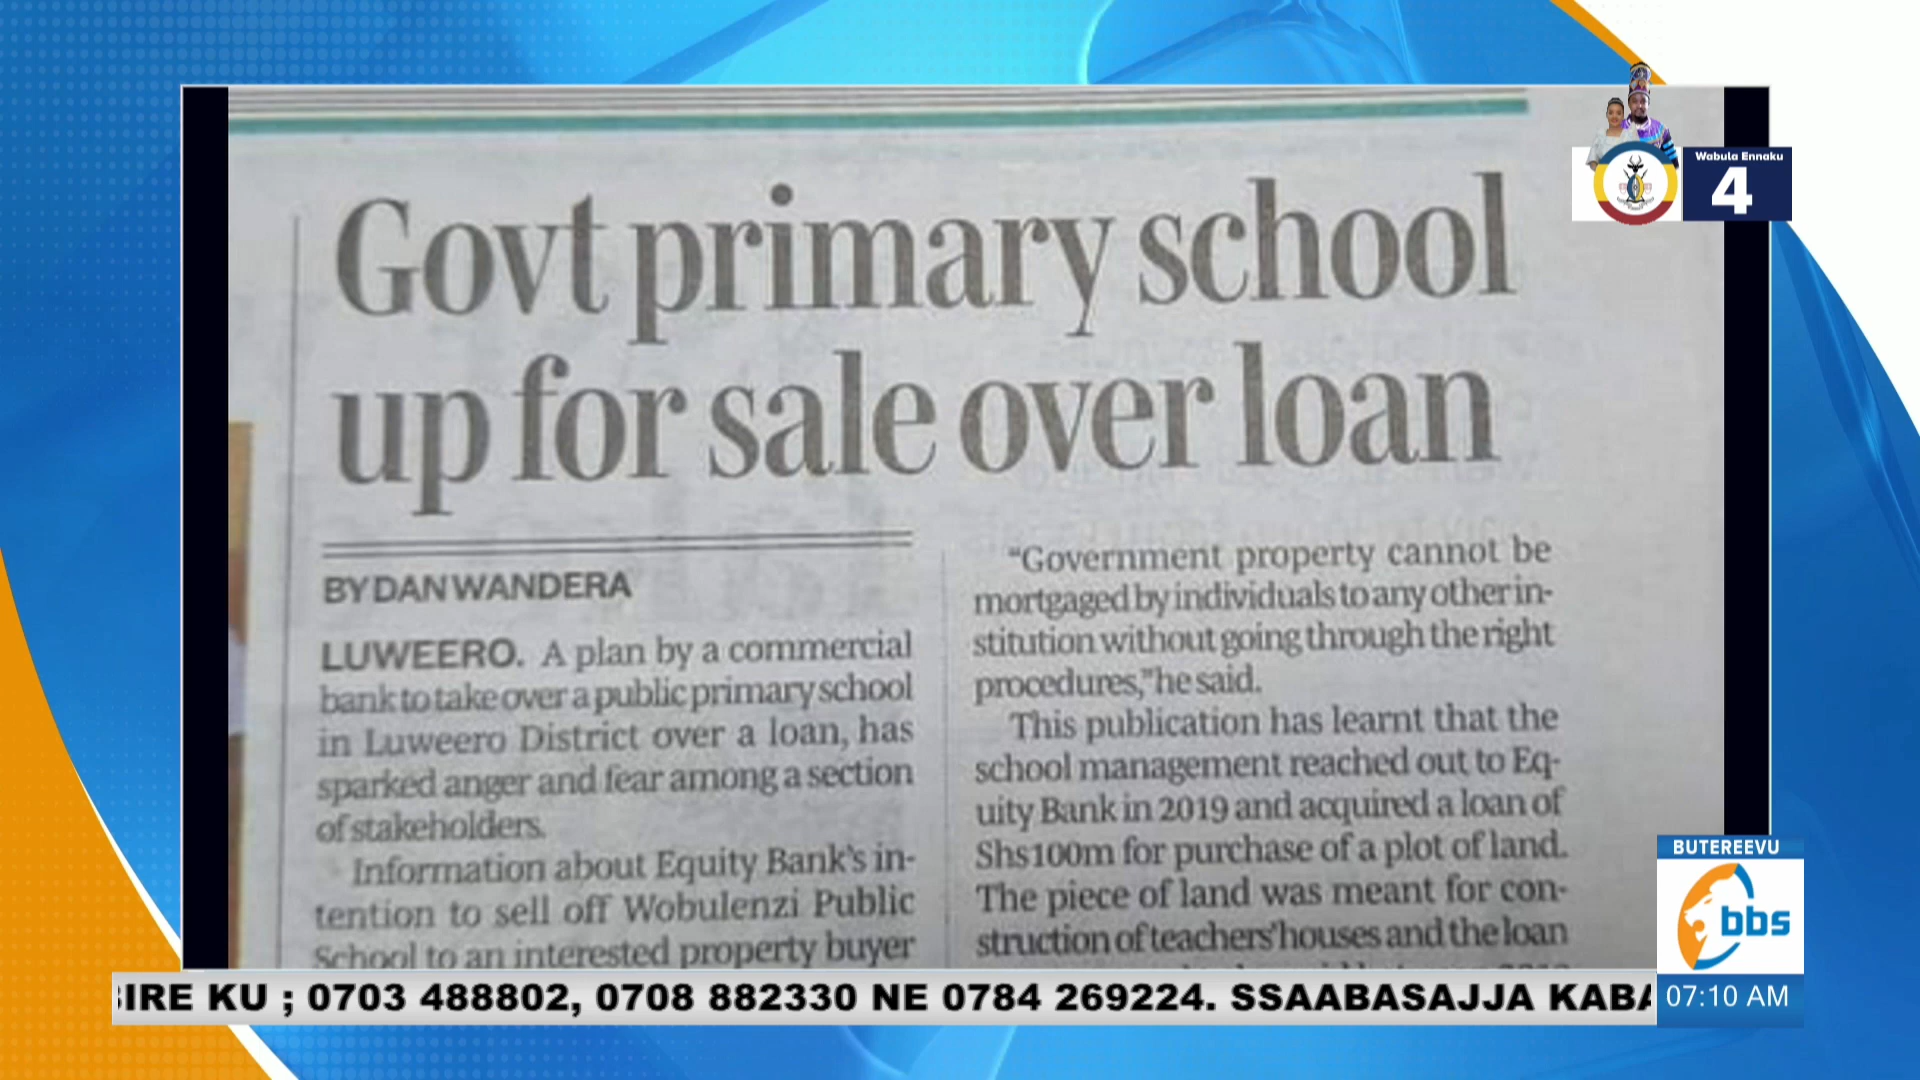 Wabula Ennaku
4
Govt primary school
up for sale over loan
BY DAN WANDERA
LUWEERO. A plan by a commercial
bank to take over a public primary school
in Luweero District over a loan, has
sparked anger and fear among a section
of stakeholders.
Information about Equity Bank's in-
tention to sell off Wobulenzi Public
School to an interested property buyer
"Government property cannot be
mortgaged by individuals to any other in-
stitution without going through the right
procedures," he said.
This publication has learnt that the
school management reached out to Eq-
uity Bank in 2019 and acquired a loan of
Shs100m for purchase of a plot of land.
The piece of land was meant for con-
struction of teachers' houses and the loan
BUTEREEVU
bbs
07:10 AM
IRE KU ; 0703 488802, 0708 882330 NE 0784 269224. SSAABASAJJA KABA